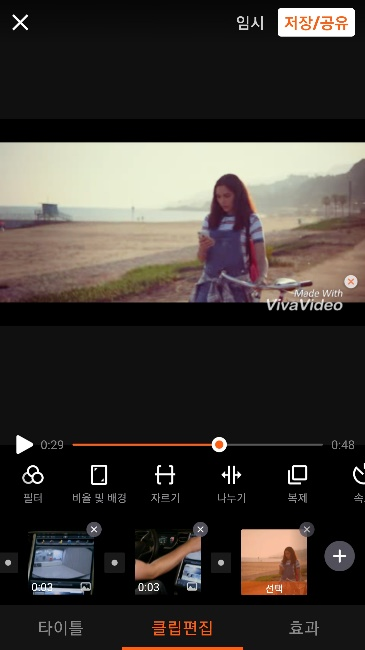 임시
저장/공유
Made With
VivaVideo
0:29
0:48
필터
비율 및 배경
자르기
나누기
복제
속
0:03
0:03
선택
타이틀
클립편집
효과